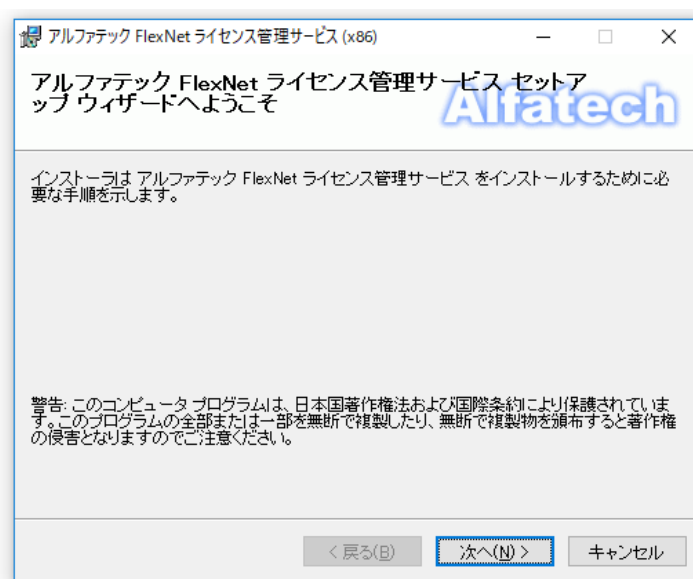 アルファテック FlexNet ライセンス管理サービス (x86)
アルファテック FlexNet ライセンス管理サービス セットア
ップ ウィザードへようこそ
Alfatech
インストーラは アルファテック FlexNet ライセンス管理サービス をインストールするために必
要な手順を示します。
警告: このコンピュータ プログラムは、日本国著作権法および国際条約により保護されていま
す。このプログラムの全部または一部を無断で複製したり、無断で複製物を頒布すると著作権
の侵害となりますのでご注意ください。
< 戻る(B)
次へ(N) >
キャンセル